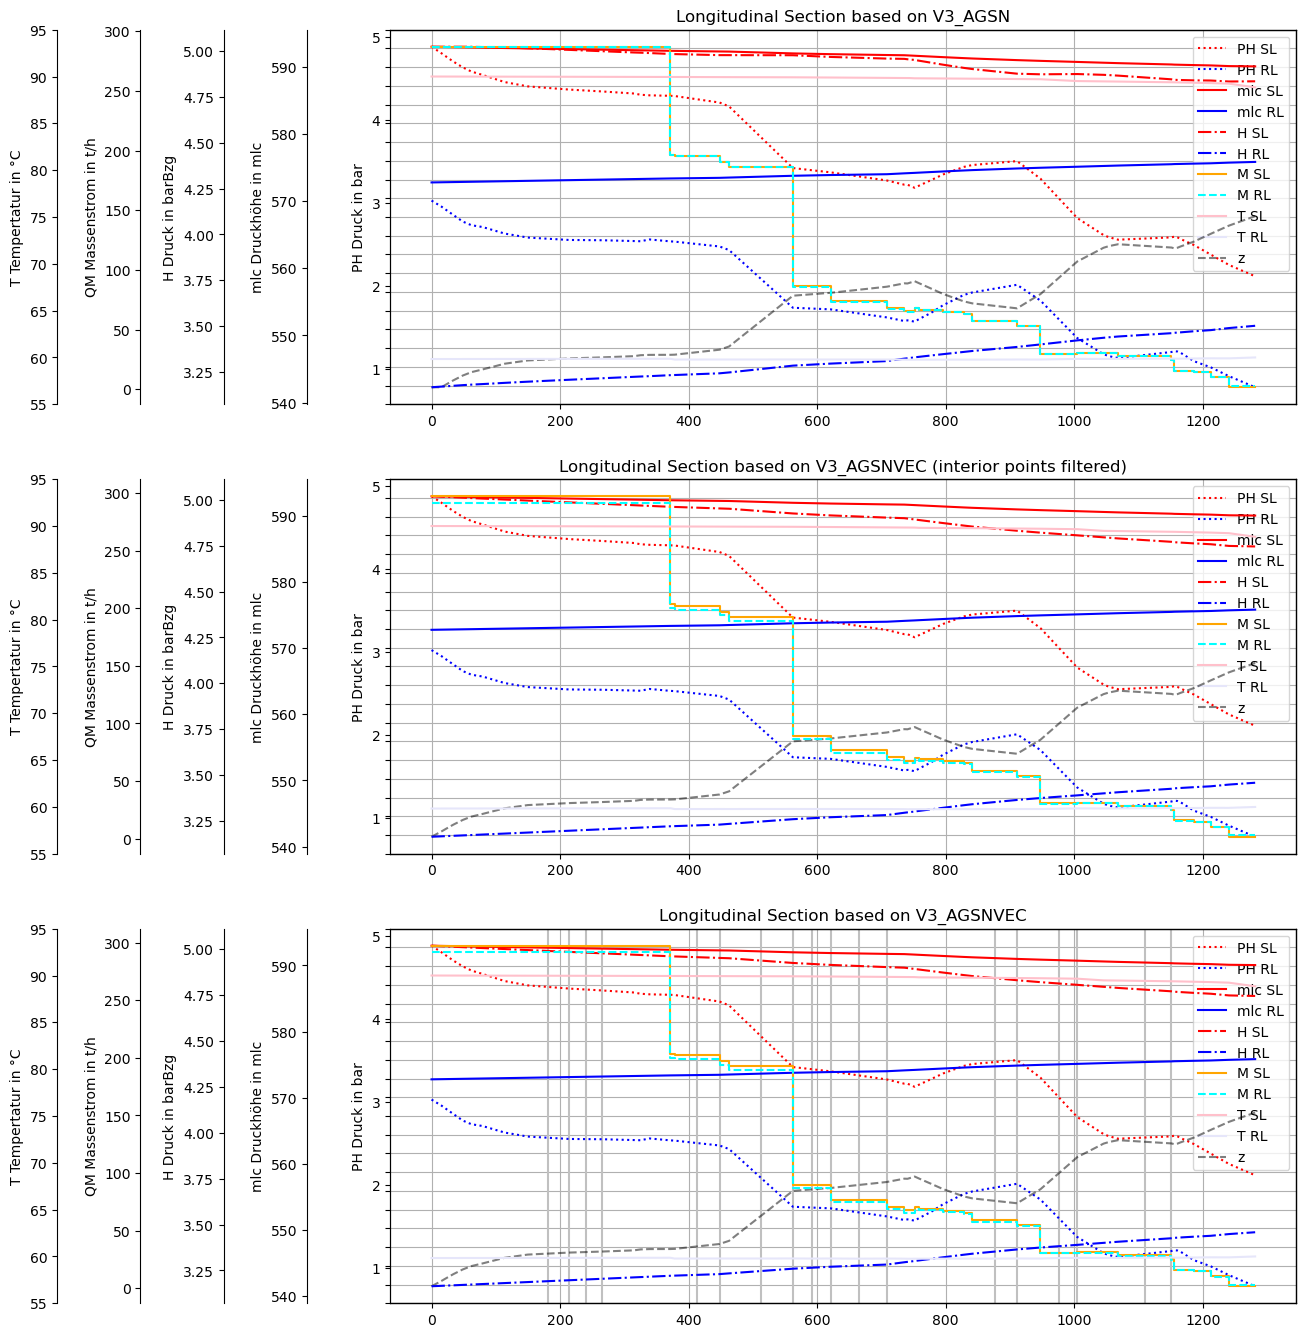 Longitudinal Section based on V3_AGSN
T Tempertatur in °C
95
90
85
80
75
70
65
60
55
QM Massenstrom in t/h
300
250
200
150
100
50
0
H Druck in barBzg
5.00
4.75
4.50
4.25
4.00
3.75
3.50
3.25
mlc Druckhöhe in mlc
590
580
570
560
550
540
PH Druck in bar
5
4
3
2
1
PH SL
PH RL
mlc SL
mlc RL
H SL
H RL
M SL
M RL
T SL
T RL
z
0 200 400 600 800 1000 1200
Longitudinal Section based on V3_AGSNVEC (interior points filtered)
T Tempertatur in °C
95
90
85
80
75
70
65
60
55
QM Massenstrom in t/h
300
250
200
150
100
50
0
H Druck in barBzg
5.00
4.75
4.50
4.25
4.00
3.75
3.50
3.25
mlc Druckhöhe in mlc
590
580
570
560
550
540
PH Druck in bar
5
4
3
2
1
PH SL
PH RL
mlc SL
mlc RL
H SL
H RL
M SL
M RL
T SL
T RL
z
0 200 400 600 800 1000 1200
Longitudinal Section based on V3_AGSNVEC
T Tempertatur in °C
95
90
85
80
75
70
65
60
55
QM Massenstrom in t/h
300
250
200
150
100
50
0
H Druck in barBzg
5.00
4.75
4.50
4.25
4.00
3.75
3.50
3.25
mlc Druckhöhe in mlc
590
580
570
560
550
540
PH Druck in bar
5
4
3
2
1
PH SL
PH RL
mlc SL
mlc RL
H SL
H RL
M SL
M RL
T SL
T RL
z
0 200 400 600 800 1000 1200